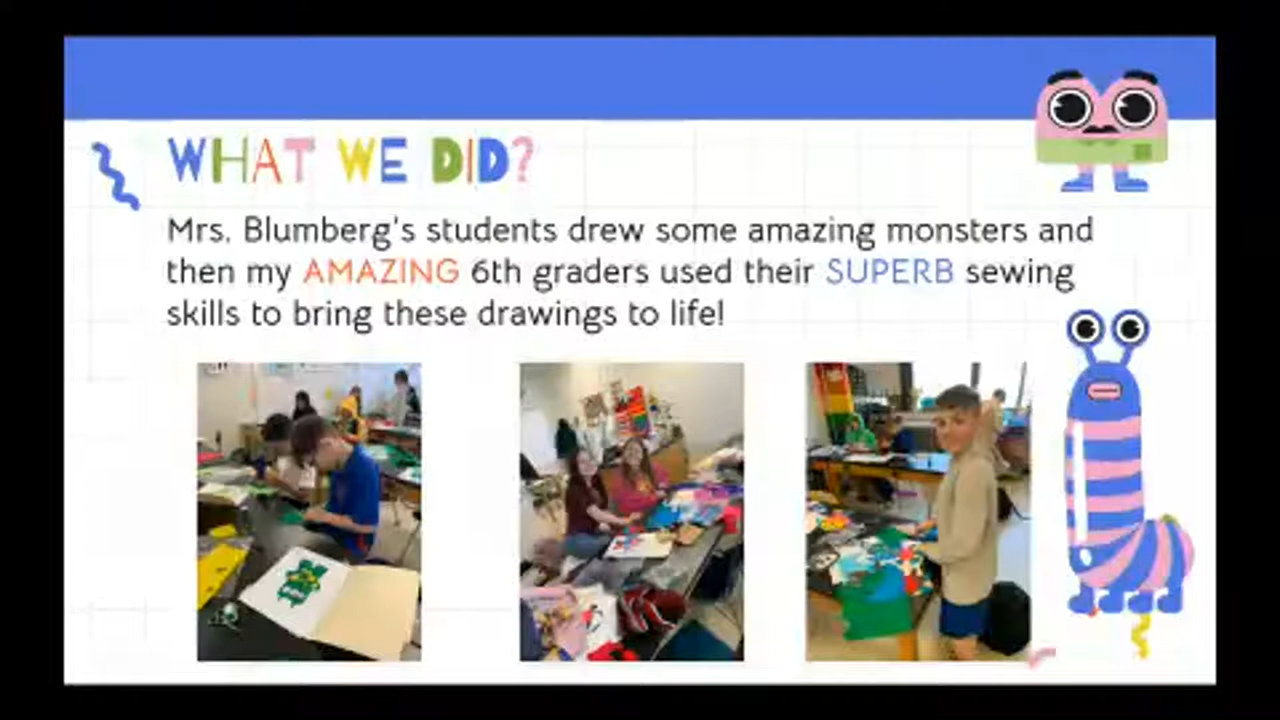 WHAT WE DID?
Mrs. Blumberg's students drew some amazing monsters and
then my AMAZING 6th graders used their SUPERB sewing
skills to bring these drawings to life!